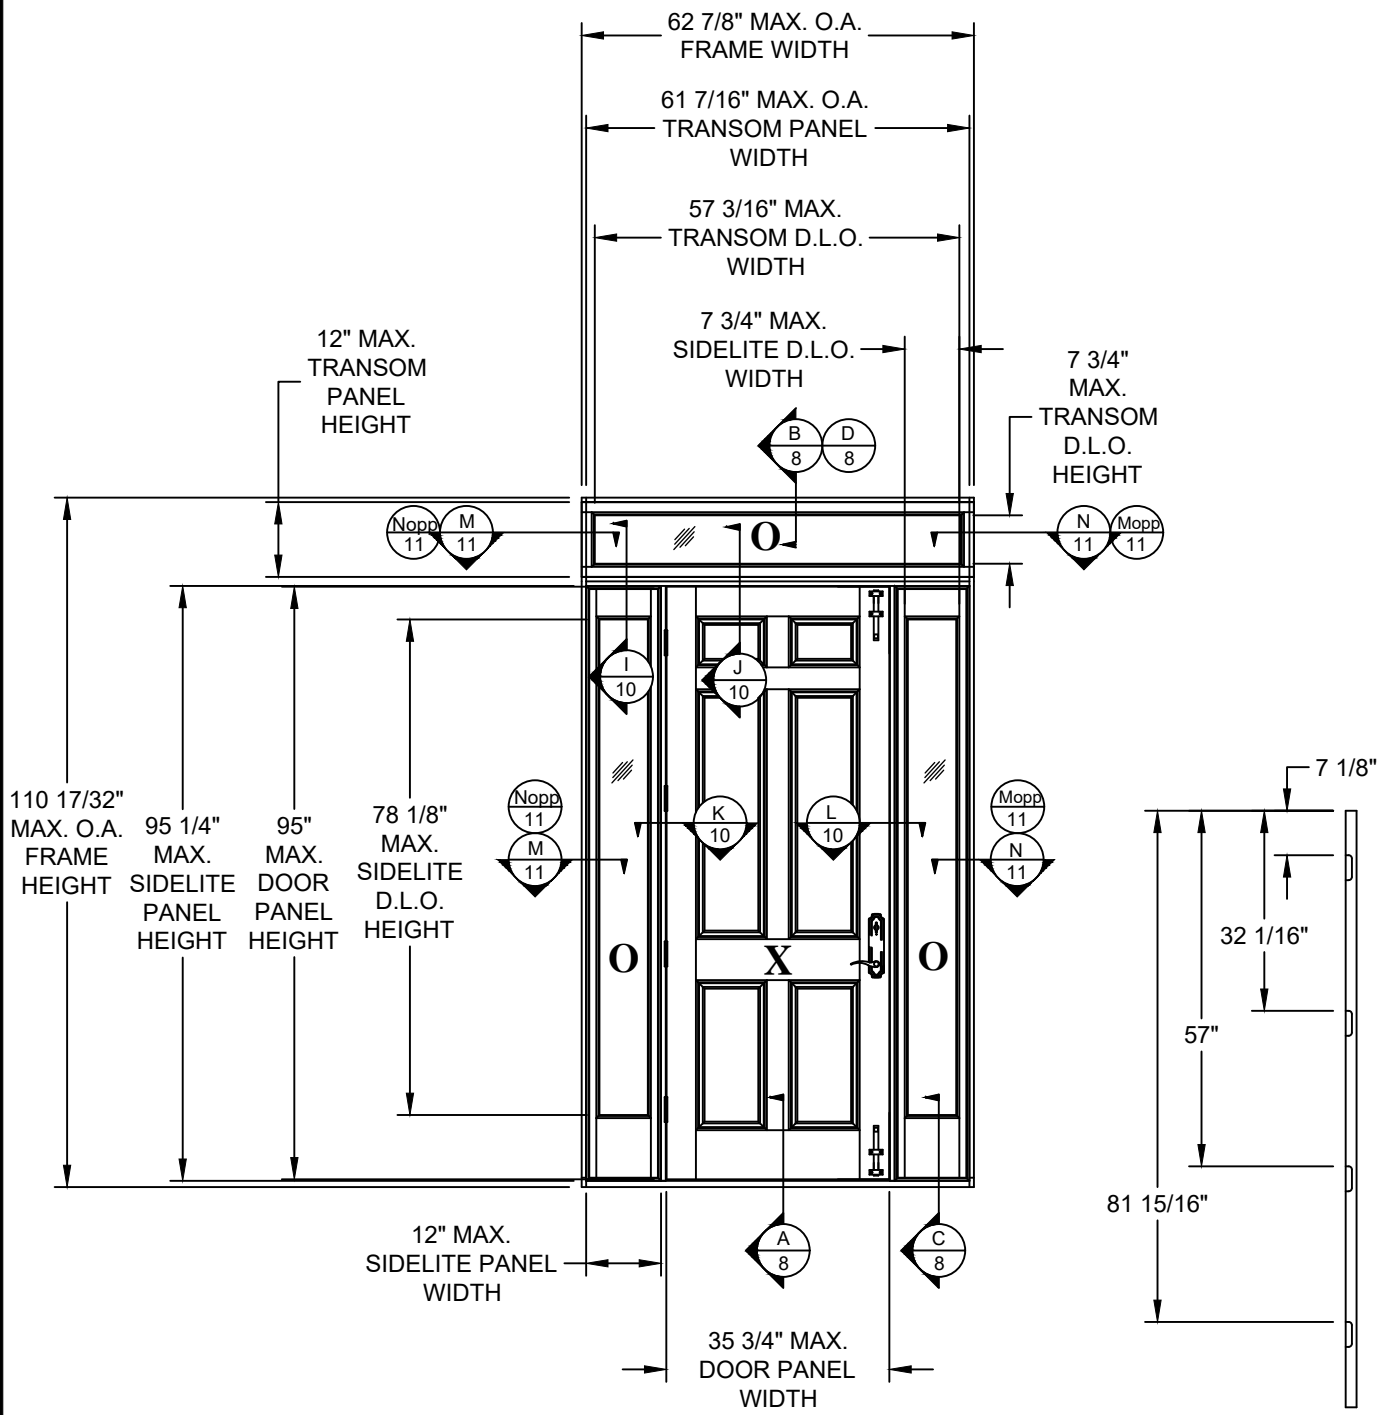 62 7/8" MAX. O.A.
FRAME WIDTH
61 7/16" MAX. O.A.
TRANSOM PANEL
WIDTH
57 3/16" MAX.
TRANSOM D.L.O.
WIDTH
7 3/4" MAX.
SIDELITE D.L.O.
WIDTH
12" MAX.
TRANSOM
PANEL
HEIGHT
7 3/4"
MAX.
TRANSOM
D.L.O.
HEIGHT
B
8
D
8
Nopp
11
M
11
O
N
11
Mopp
11
I
10
J
10
110 17/32"
MAX. O.A.
FRAME
HEIGHT
95 1/4"
MAX.
SIDELITE
PANEL
HEIGHT
95"
MAX.
DOOR
PANEL
HEIGHT
78 1/8"
MAX.
SIDELITE
D.L.O.
HEIGHT
Nopp
11
M
11
K
10
L
10
Mopp
11
N
11
O
X
O
7 1/8"
32 1/16"
57"
81 15/16"
A
8
C
8
12" MAX.
SIDELITE PANEL
WIDTH
35 3/4" MAX.
DOOR PANEL
WIDTH